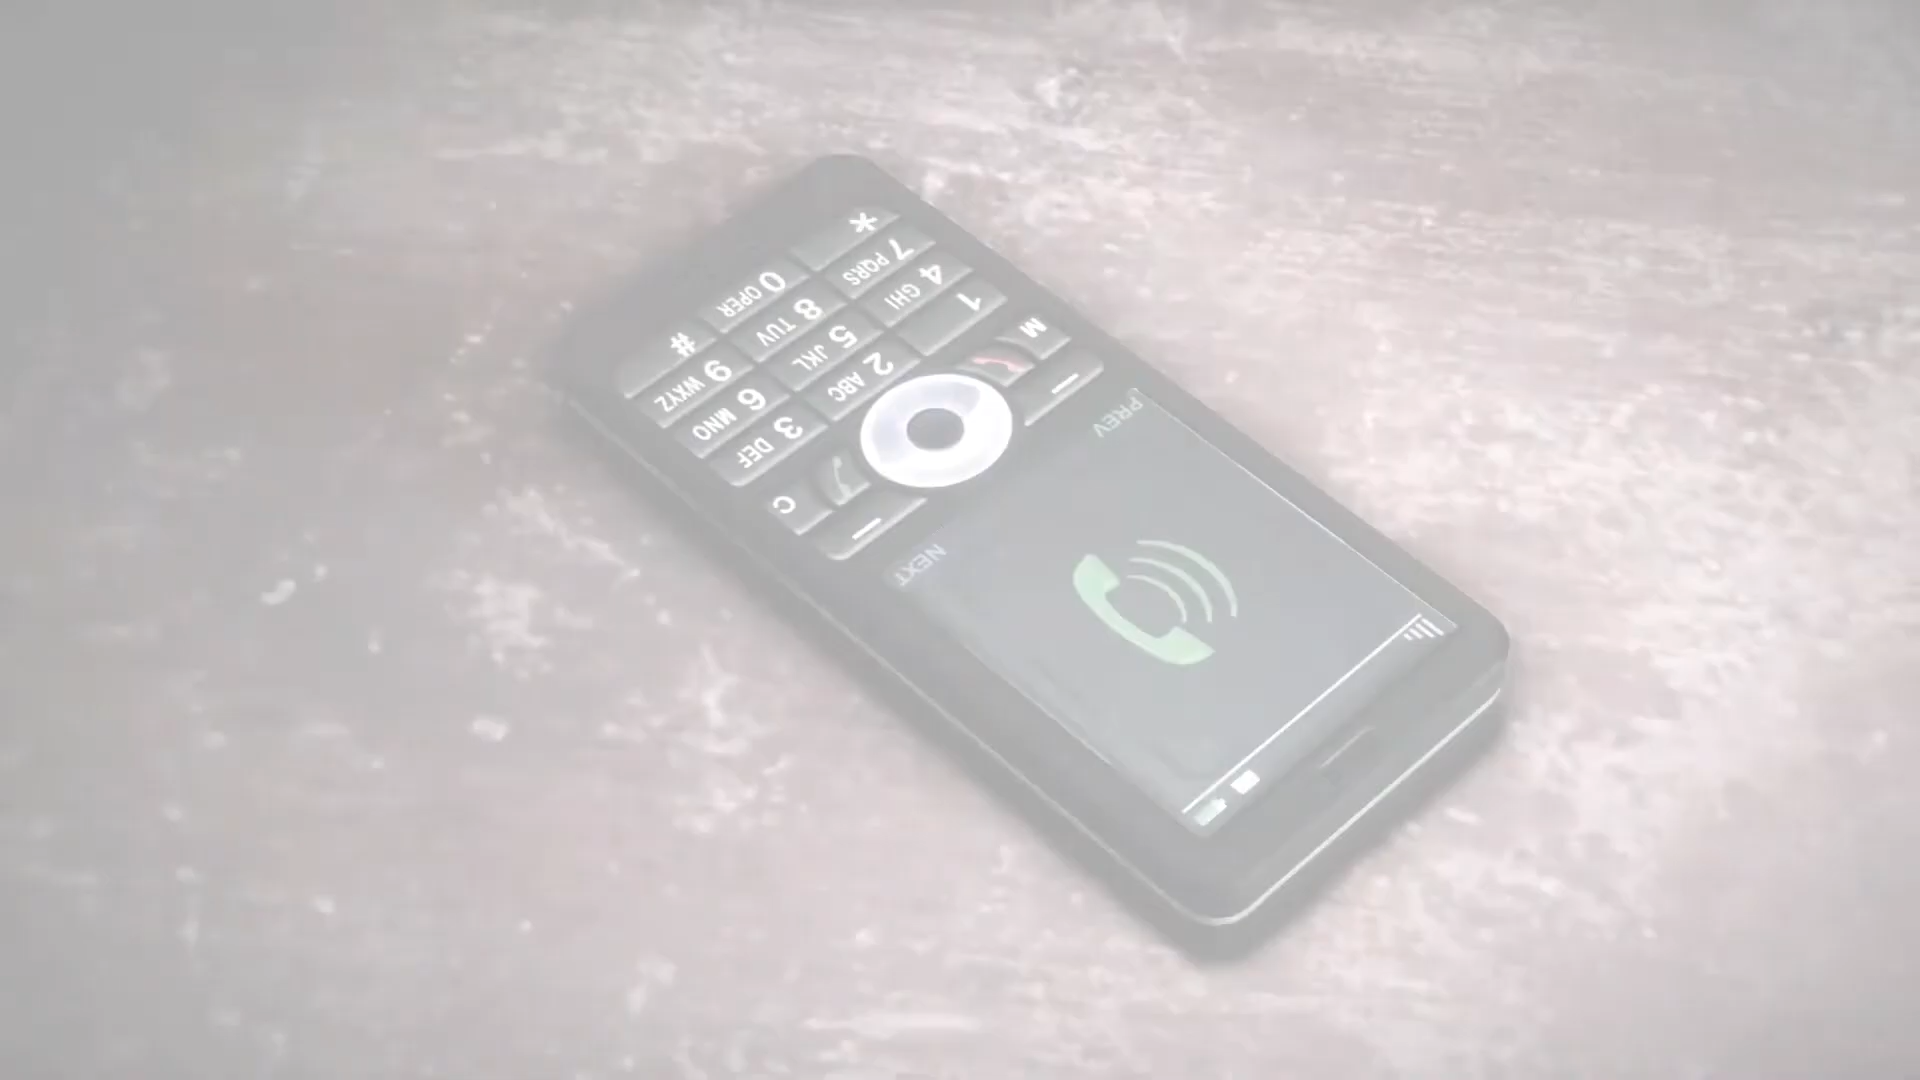 PREV
NEXT
M
C
1
2 ABC
3 DEF
4 GHI
5 JKL
6 MNO
7 PQRS
8 TUV
9 WXYZ
*
0 OPER
#